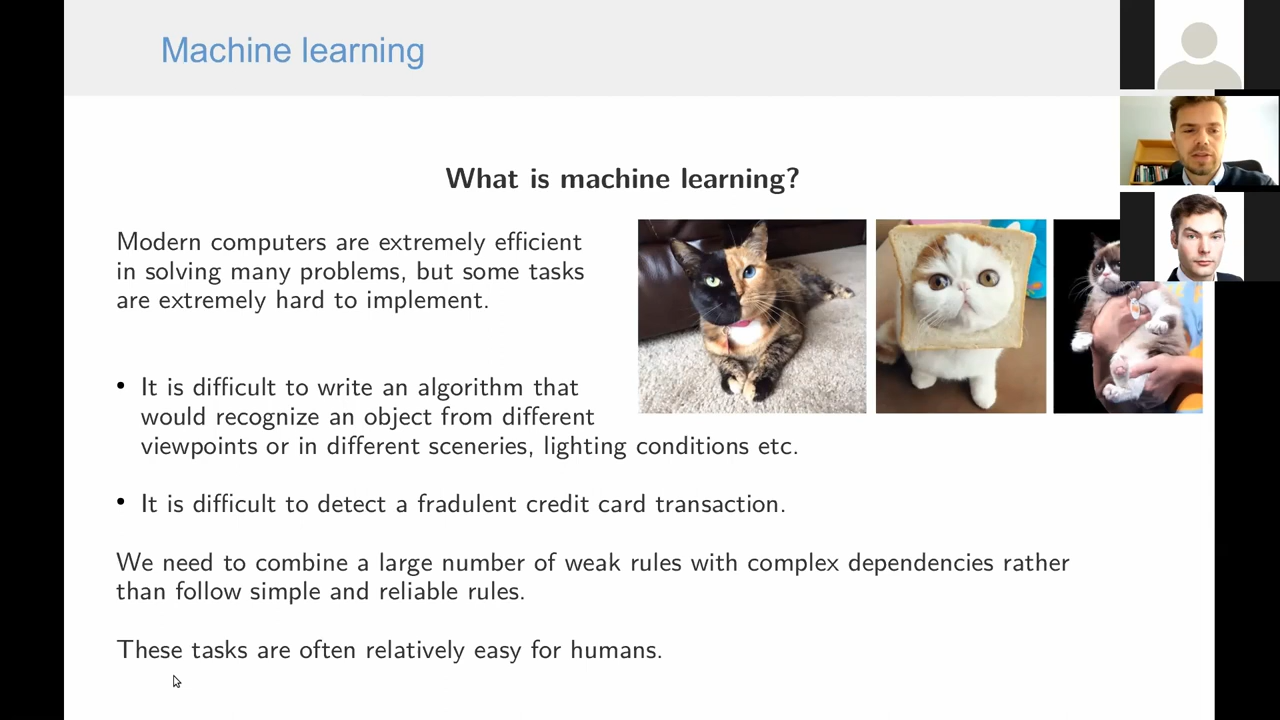 Machine learning
What is machine learning?
Modern computers are extremely efficient
in solving many problems, but some tasks
are extremely hard to implement.
• It is difficult to write an algorithm that
would recognize an object from different
viewpoints or in different sceneries, lighting conditions etc.
• It is difficult to detect a fradulent credit card transaction.
We need to combine a large number of weak rules with complex dependencies rather
than follow simple and reliable rules.
These tasks are often relatively easy for humans.